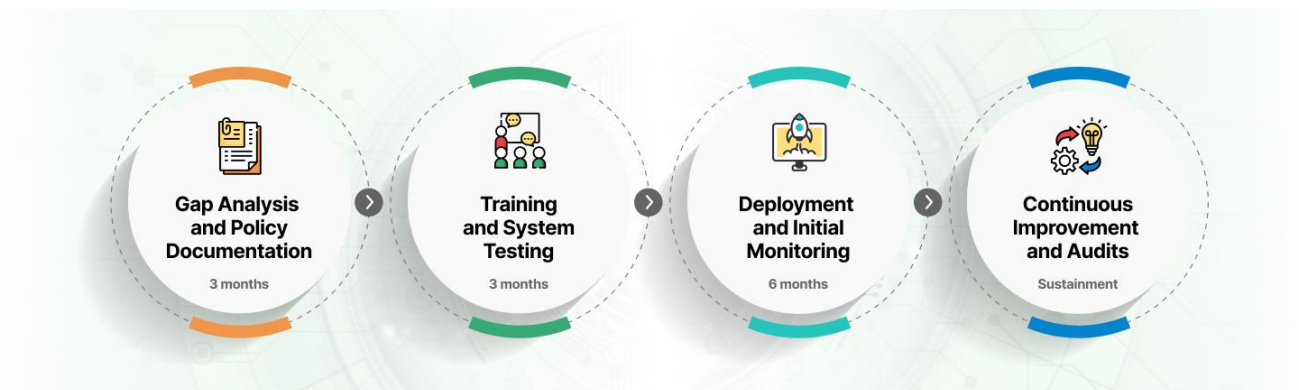 Gap Analysis
and Policy
Documentation
3 months
Training
and System
Testing
3 months
Deployment
and Initial
Monitoring
6 months
Continuous
Improvement
and Audits
Sustainment